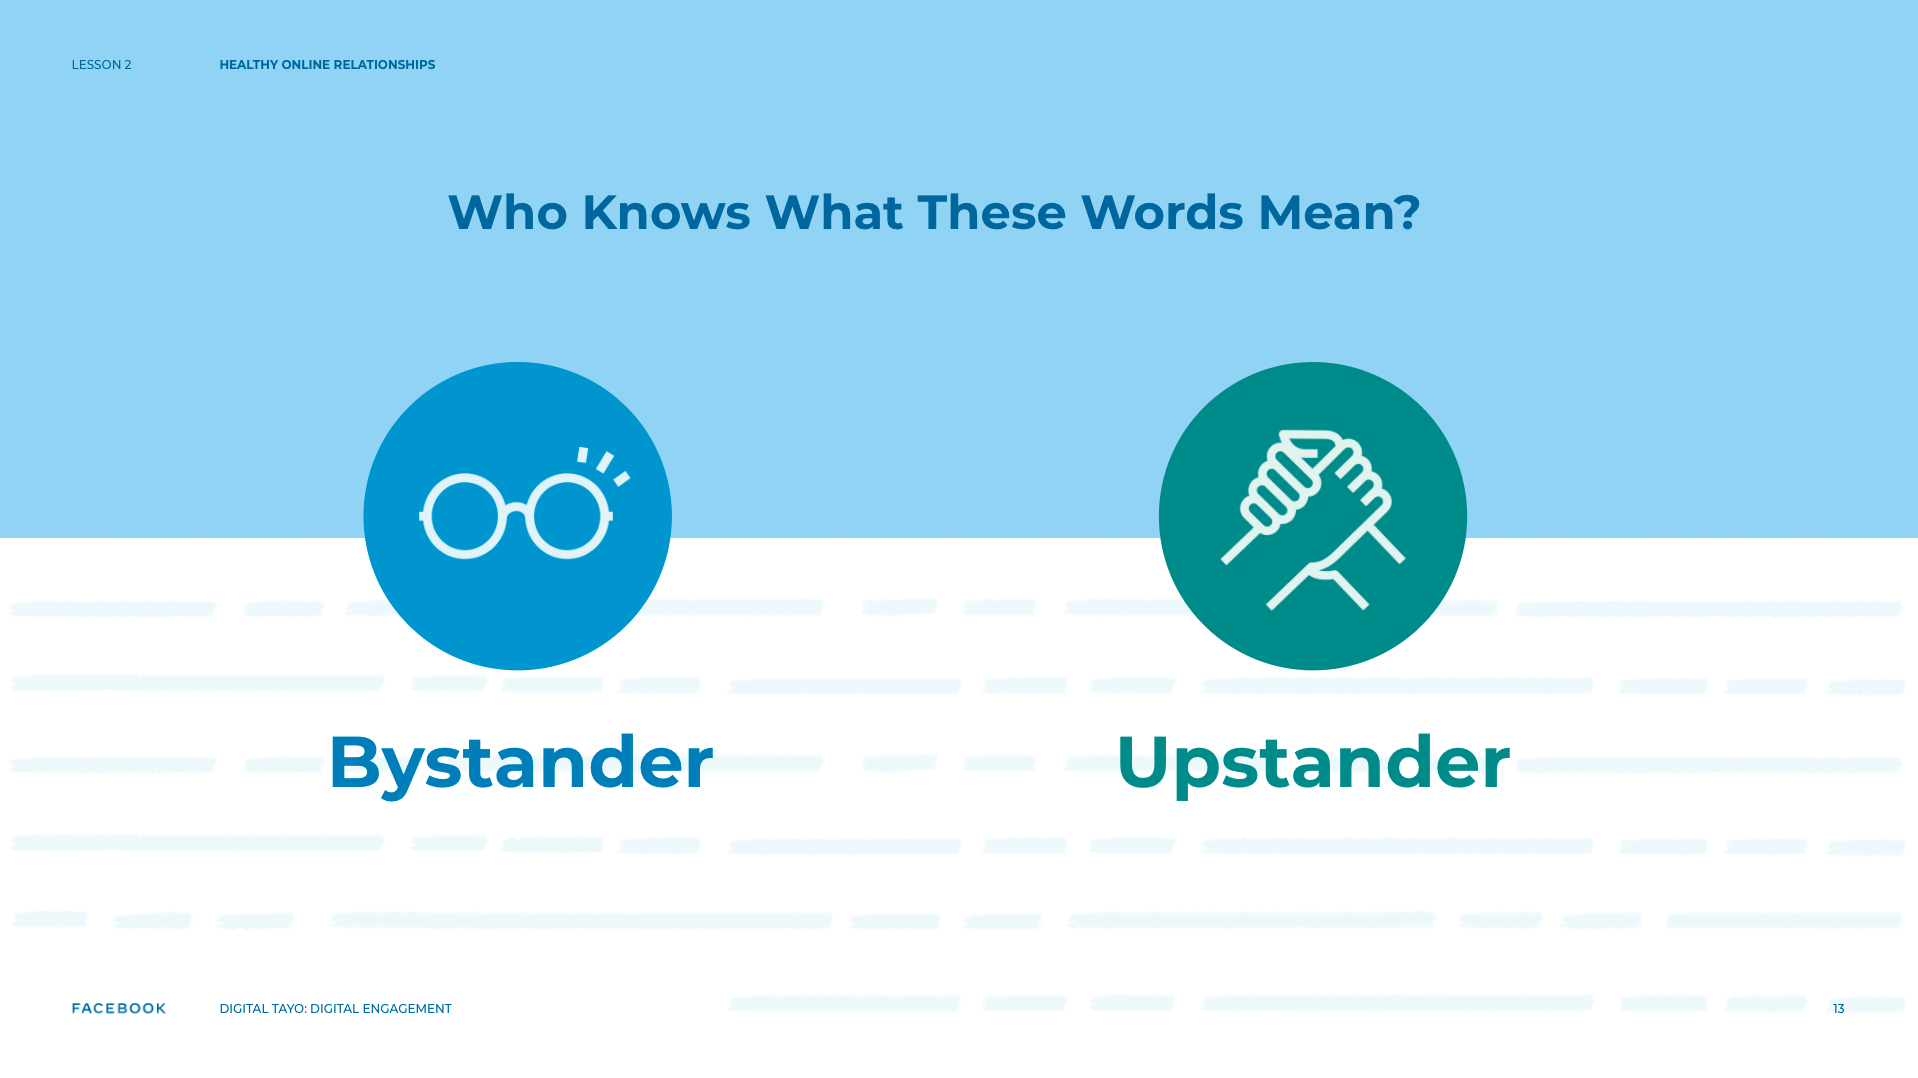 LESSON 2
HEALTHY ONLINE RELATIONSHIPS
Who Knows What These Words Mean?
Bystander
Upstander
FACEBOOK
DIGITAL TAYO: DIGITAL ENGAGEMENT
13